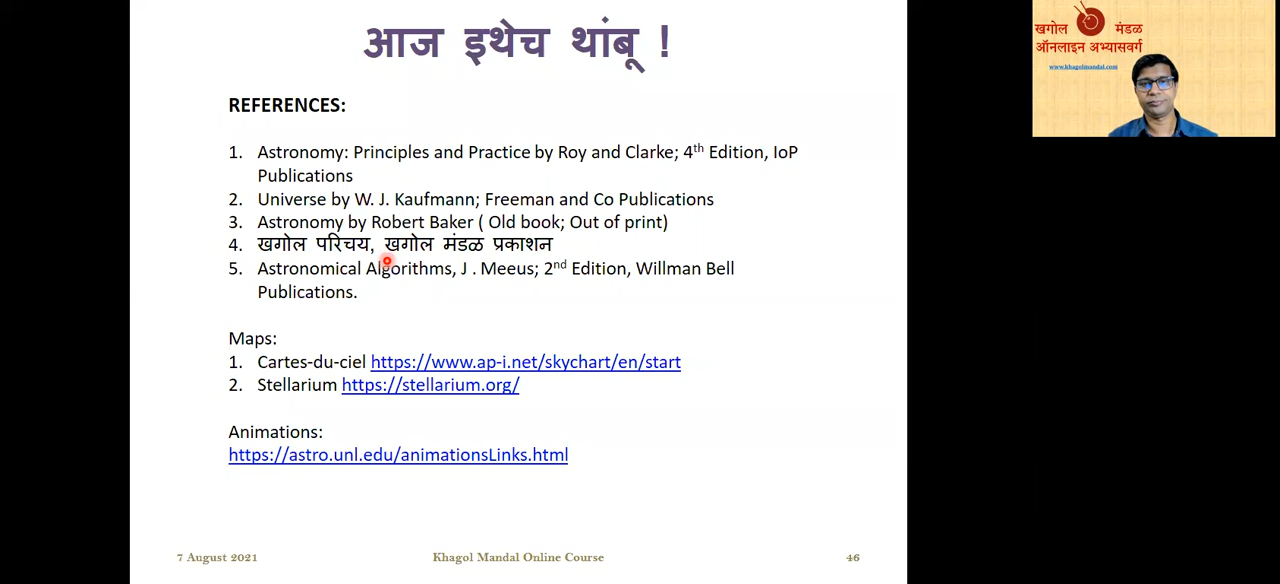 आज इथेच थांबू !
REFERENCES:
1. Astronomy: Principles and Practice by Roy and Clarke; 4th Edition, IoP
Publications
2. Universe by W. J. Kaufmann; Freeman and Co Publications
3. Astronomy by Robert Baker ( Old book; Out of print)
4. खगोल परिचय, खगोल मंडळ प्रकाशन
5. Astronomical Algorithms, J . Meeus; 2nd Edition, Willman Bell
Publications.
Maps:
1. Cartes-du-ciel https://www.ap-i.net/skychart/en/start
2. Stellarium https://stellarium.org/
Animations:
https://astro.unl.edu/animationsLinks.html
7 August 2021 Khagol Mandal Online Course 46
खगोल मंडळ
ऑनलाइन अभ्यासवर्ग
www.khagolmandal.com